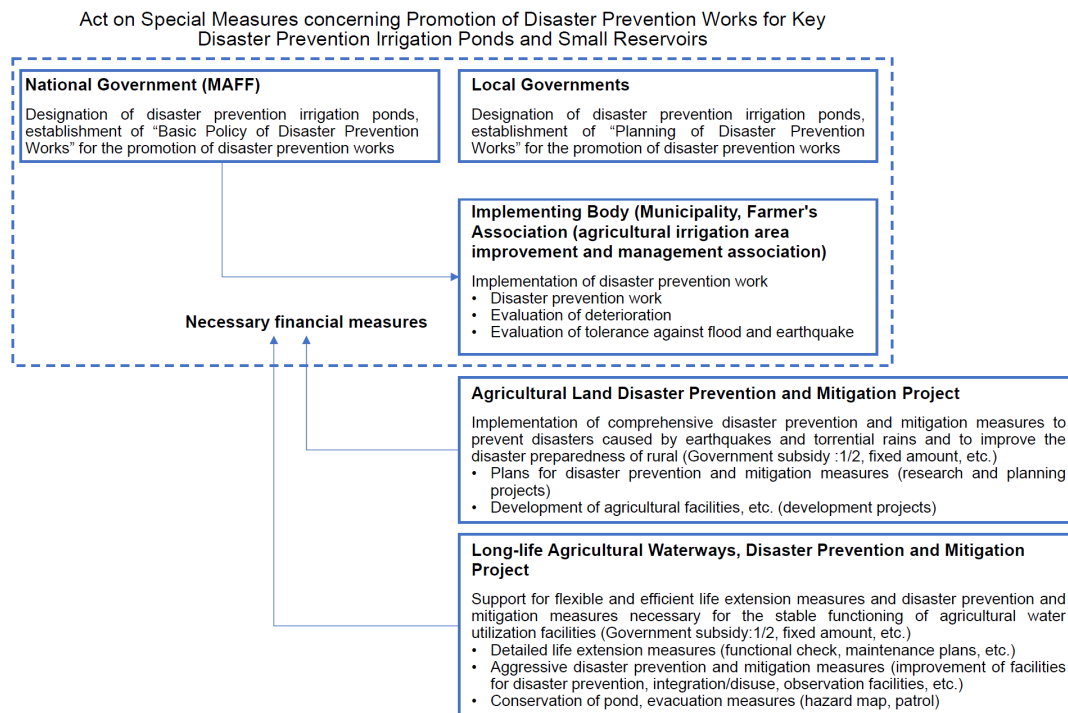 Act on Special Measures concerning Promotion of Disaster Prevention Works for Key
Disaster Prevention Irrigation Ponds and Small Reservoirs
National Government (MAFF)
Designation of disaster prevention irrigation ponds,
establishment of “Basic Policy of Disaster Prevention
Works” for the promotion of disaster prevention works
Local Governments
Designation of disaster prevention irrigation ponds,
establishment of “Planning of Disaster Prevention
Works” for the promotion of disaster prevention works
Implementing Body (Municipality, Farmer's
Association (agricultural irrigation area
improvement and management association)
Implementation of disaster prevention work
• Disaster prevention work
• Evaluation of deterioration
• Evaluation of tolerance against flood and earthquake
Necessary financial measures
Agricultural Land Disaster Prevention and Mitigation Project
Implementation of comprehensive disaster prevention and mitigation measures to
prevent disasters caused by earthquakes and torrential rains and to improve the
disaster preparedness of rural (Government subsidy :1/2, fixed amount, etc.)
• Plans for disaster prevention and mitigation measures (research and planning
projects)
• Development of agricultural facilities, etc. (development projects)
Long-life Agricultural Waterways, Disaster Prevention and Mitigation
Project
Support for flexible and efficient life extension measures and disaster prevention and
mitigation measures necessary for the stable functioning of agricultural water
utilization facilities (Government subsidy:1/2, fixed amount, etc.)
• Detailed life extension measures (functional check, maintenance plans, etc.)
• Aggressive disaster prevention and mitigation measures (improvement of facilities
for disaster prevention, integration/disuse, observation facilities, etc.)
• Conservation of pond, evacuation measures (hazard map, patrol)